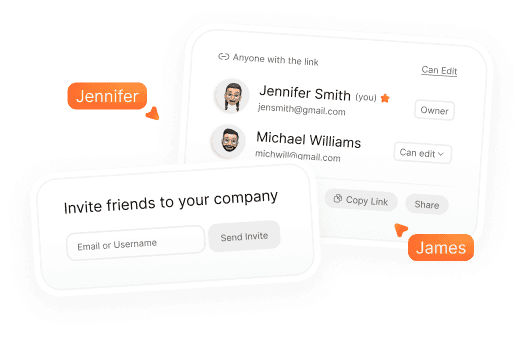 Anyone with the link
Can Edit
Jennifer
Jennifer Smith (you)
jensmith@gmail.com
Owner
Michael Williams
michwill@gmail.com
Can edit
Invite friends to your company
Copy Link
Share
Email or Username
Send Invite
James